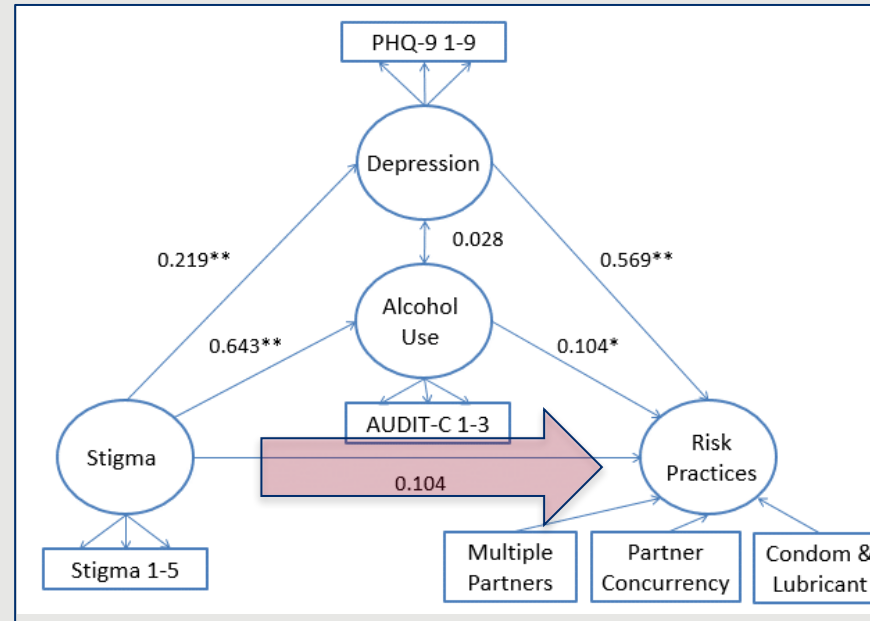 PHQ-9 1-9
Depression
0.028
0.219**
0.569**
Alcohol
Use
0.643**
0.104*
AUDIT-C 1-3
Stigma
Risk
Practices
0.104
Stigma 1-5
Multiple
Partners
Partner
Concurrency
Condom &
Lubricant